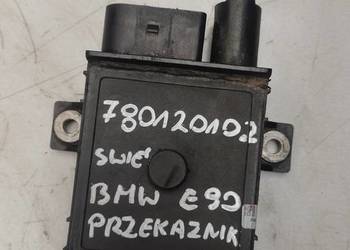 780120102
SWIE
BMW E90
PRZEKAZNIK